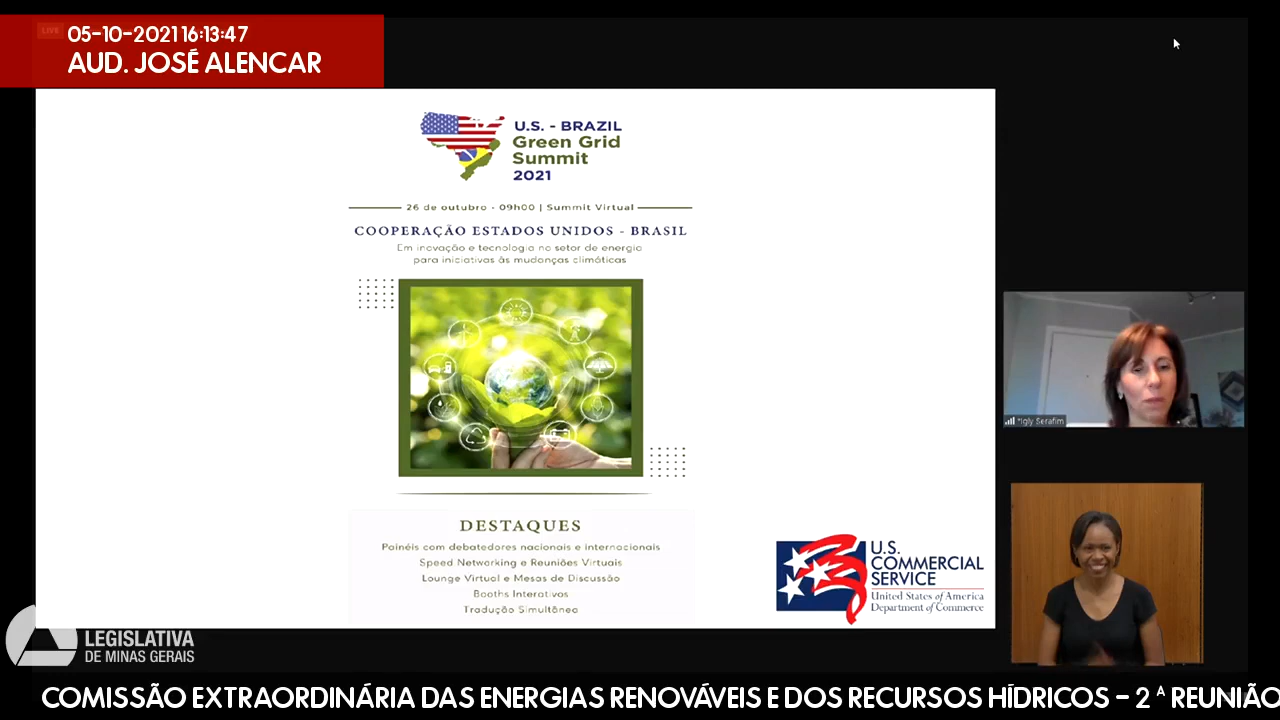 LIVE
05-10-2021 16:13:47
AUD. JOSÉ ALENCAR
U.S. - BRAZIL
Green Grid
Summit
2021
26 de outubro - 09h00 | Summit Virtual
COOPERAÇÃO ESTADOS UNIDOS - BRASIL
Em inovação e tecnologia no setor de energia
para iniciativas às mudanças climáticas
DESTAQUES
Painéis com debatedores nacionais e internacionais
Speed Networking e Reuniões Virtuais
Lounge Virtual e Mesas de Discussão
Booths Interativos
Tradução Simultânea
U.S.
COMMERCIAL
SERVICE
United States of America
Department of Commerce
*Igly Serafim
LEGISLATIVA
DE MINAS GERAIS
COMISSÃO EXTRAORDINÁRIA DAS ENERGIAS RENOVÁVEIS E DOS RECURSOS HÍDRICOS – 2 ª REUNIÃO